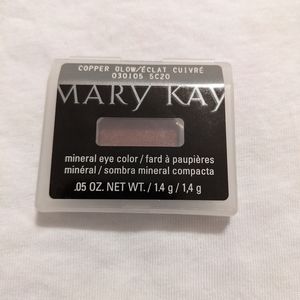 COPPER GLOW/ÉCLAT CUIVRÉ
030105 5C20
MARY KAY
mineral eye color / fard à paupières
minéral / sombra mineral compacta
.05 OZ. NET WT. / 1.4 g / 1,4 g